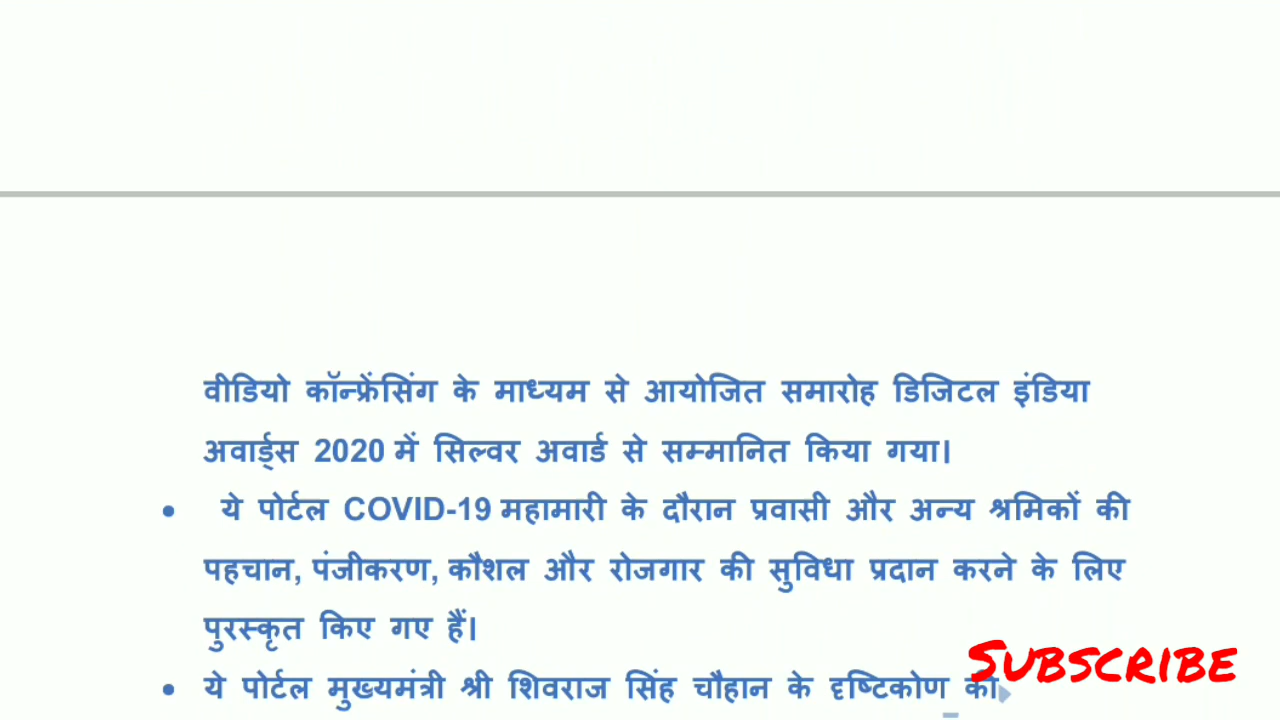 वीडियो कॉन्फ्रेंसिंग के माध्यम से आयोजित समारोह डिजिटल इंडिया
अवार्ड्स 2020 में सिल्वर अवार्ड से सम्मानित किया गया।
• ये पोर्टल COVID-19 महामारी के दौरान प्रवासी और अन्य श्रमिकों की
पहचान, पंजीकरण, कौशल और रोजगार की सुविधा प्रदान करने के लिए
पुरस्कृत किए गए हैं।
• ये पोर्टल मुख्यमंत्री श्री शिवराज सिंह चौहान के दृष्टिकोण का
SUBSCRIBE